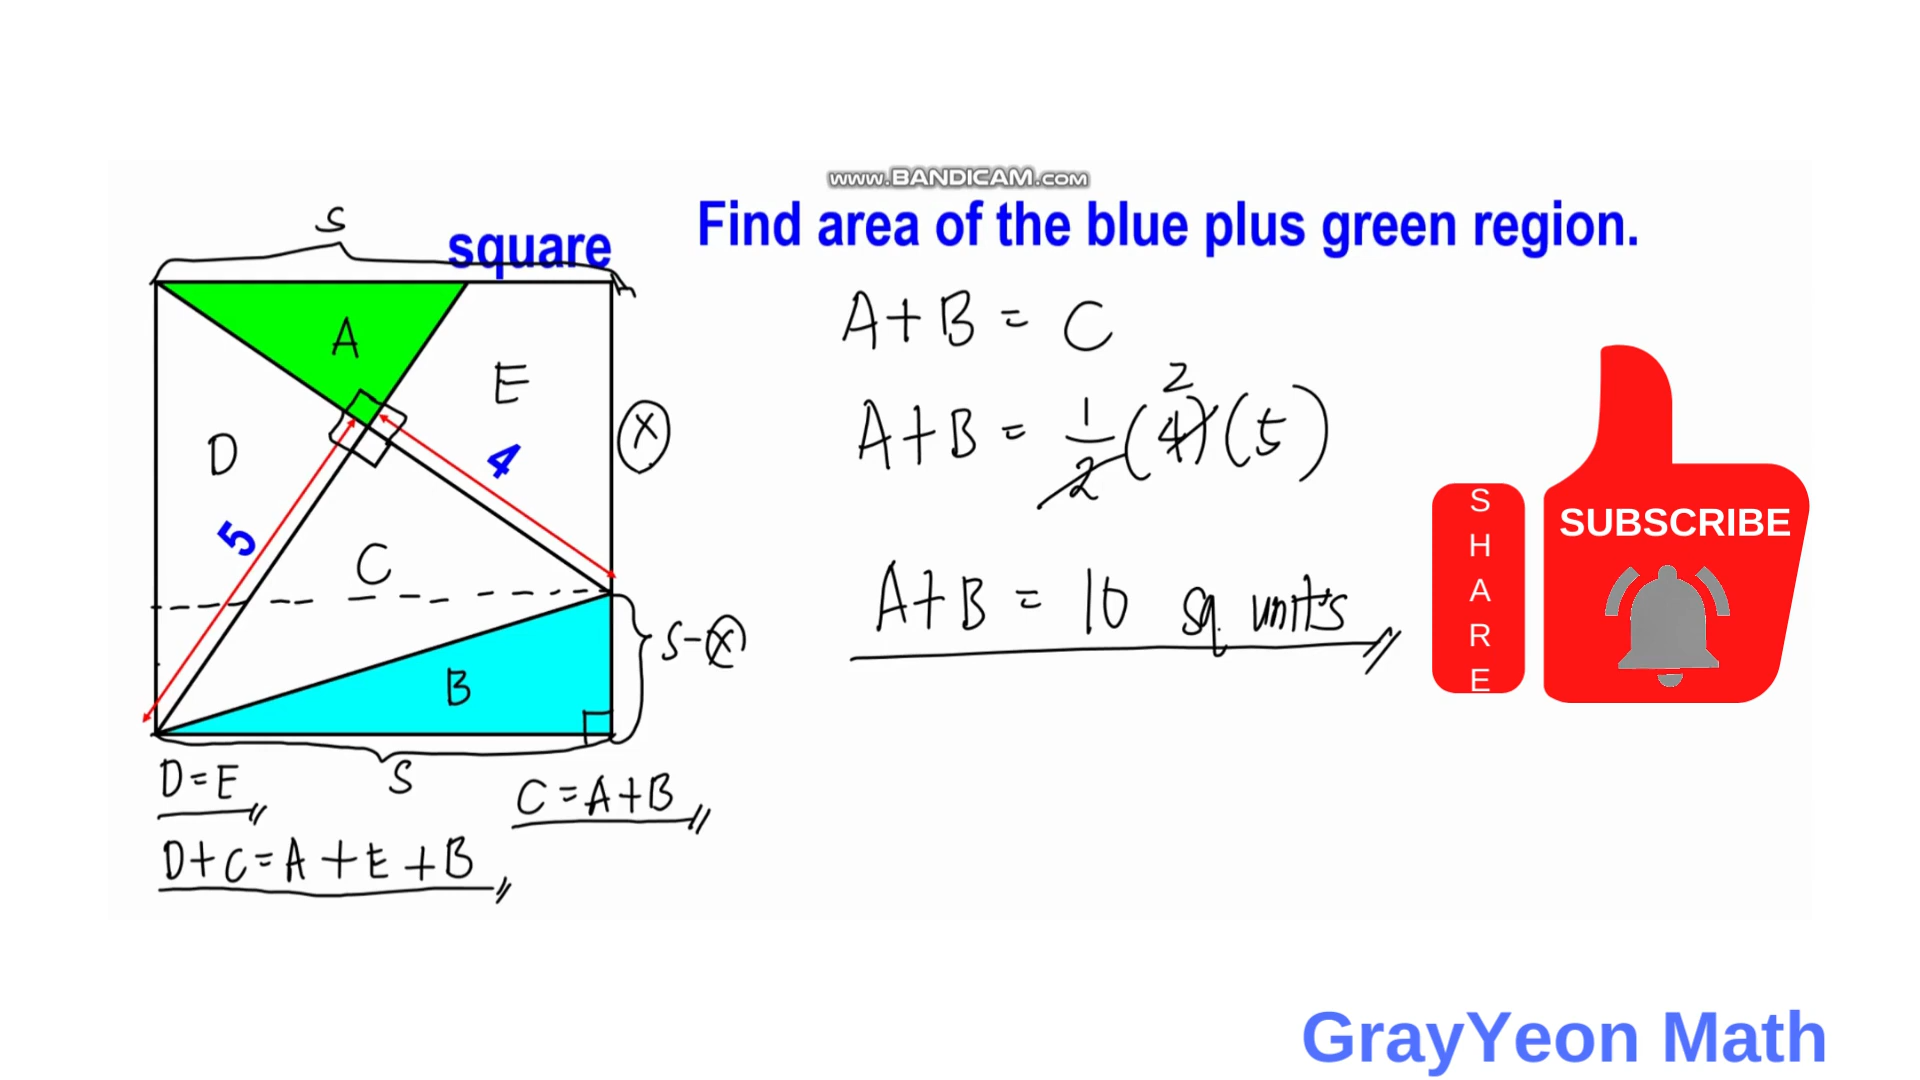 www.BANDICAM.com
Find area of the blue plus green region.
S
square
A
E
D
4
5
C
B
X
S-X
S
D=E
C=A+B
D+C=A+E+B
A+B = C
2
A+B = 1/2 (4)(5)
A+B = 10 sq units
SHARE
SUBSCRIBE
GrayYeon Math